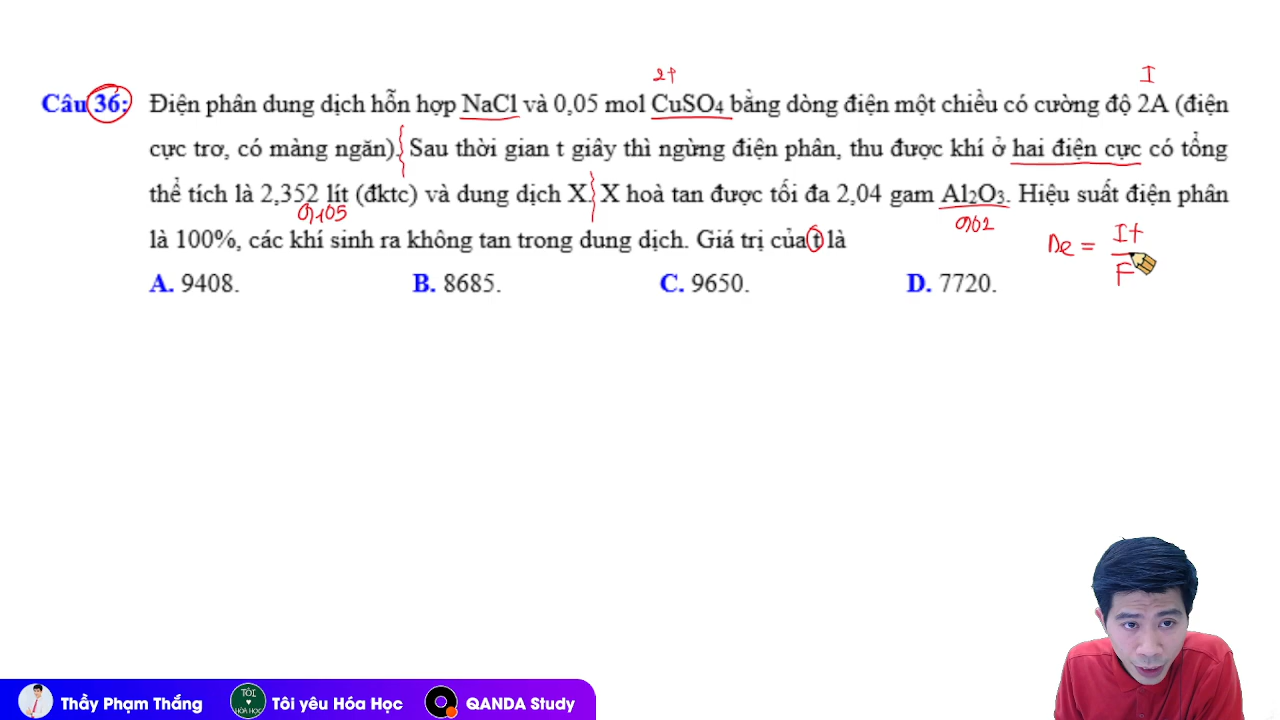 2+
I
Câu 36: Điện phân dung dịch hỗn hợp NaCl và 0,05 mol CuSO4 bằng dòng điện một chiều có cường độ 2A (điện
cực trơ, có màng ngăn). Sau thời gian t giây thì ngừng điện phân, thu được khí ở hai điện cực có tổng
thể tích là 2,352 lít (đktc) và dung dịch X. X hoà tan được tối đa 2,04 gam Al2O3. Hiệu suất điện phân
0,105
0,02
là 100%, các khí sinh ra không tan trong dung dịch. Giá trị của t là
ne = It
F
A. 9408.
B. 8685.
C. 9650.
D. 7720.
Thầy Phạm Thắng
TÔI
♥
HÓA HỌC
Tôi yêu Hóa Học
QANDA Study